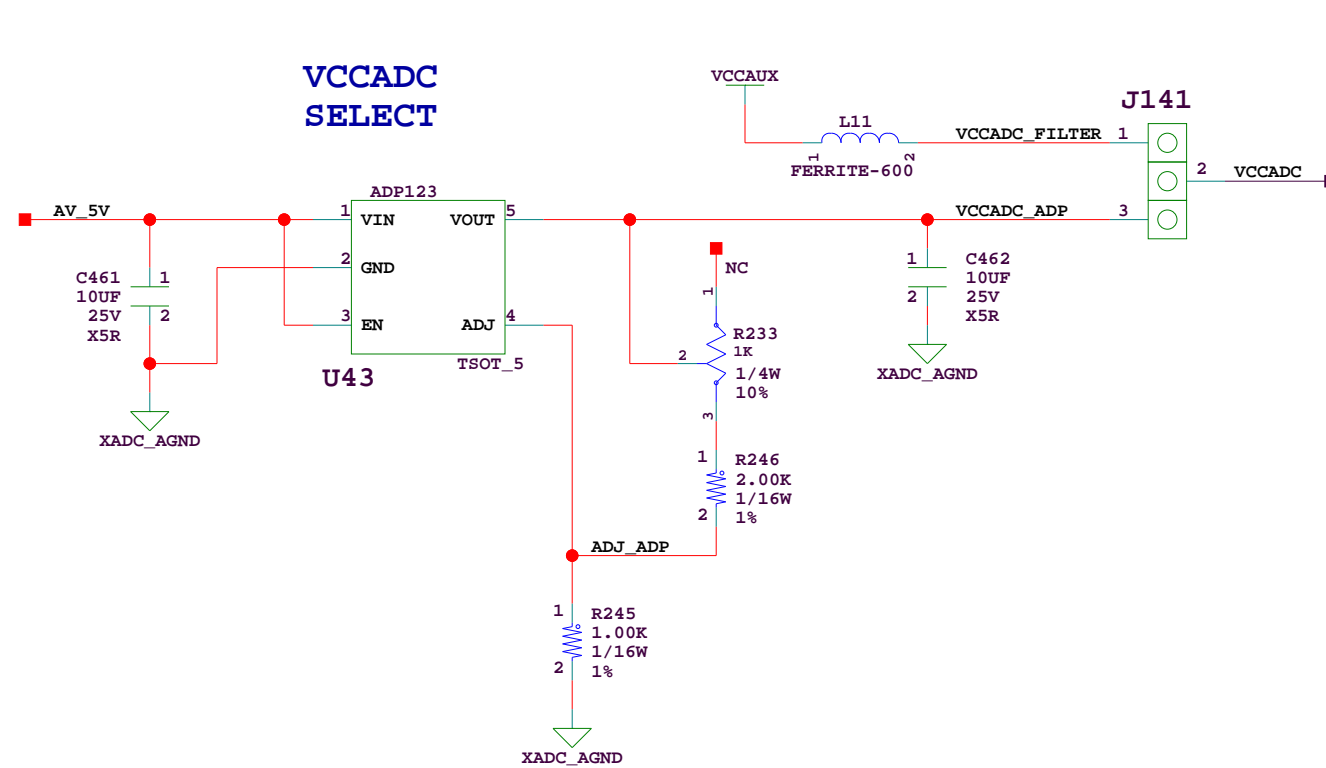 VCCADC
SELECT
VCCAUX
J141
L11
1
2
FERRITE-600
VCCADC_FILTER
1
2
VCCADC
VCCADC_ADP
3
ADP123
AV_5V
1
VIN
VOUT
5
2
GND
3
EN
ADJ
4
TSOT_5
U43
C461
10UF
25V
X5R
1
2
XADC_AGND
NC
1
2
3
R233
1K
1/4W
10%
C462
10UF
25V
X5R
1
2
XADC_AGND
1
2
R246
2.00K
1/16W
1%
ADJ_ADP
1
2
R245
1.00K
1/16W
1%
XADC_AGND